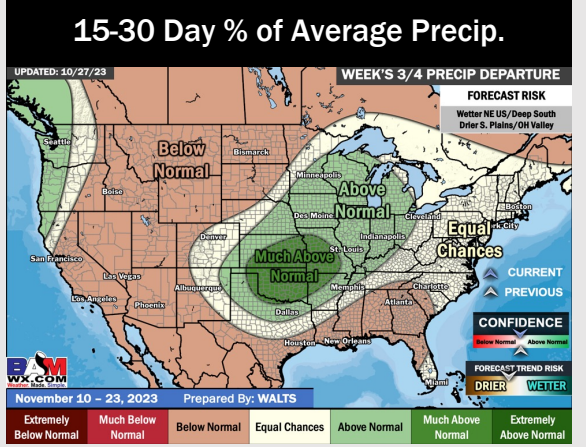 15-30 Day % of Average Precip.
UPDATED: 10/27/23
WEEK'S 3/4 PRECIP DEPARTURE
FORECAST RISK
Wetter NE US/Deep South
Drier S. Plains/OH Valley
Seattle
Below
Normal
Bismarck
Minneapolis
Boise
Above
Normal
Des Moine
Cleveland
Boston
rk City
Equal
Chances
Indianapolis
Denver
St. Louis
San Francisco
Much Above
Normal
CURRENT
Las Vegas
Albuquerque
Memphis
Charlotte
PREVIOUS
Los Angeles
Phoenix
Atlanta
Dallas
CONFIDENCE
Below Normal
Above Normal
Houston
New Orleans
BAM
WX.COM
Weather. Made. Simple.
FORECAST TREND RISK
DRIER
WETTER
Miami
November 10 – 23, 2023
Prepared By: WALTS
Extremely
Below Normal
Much Below
Normal
Below Normal
Equal Chances
Above Normal
Much Above
Normal
Extremely
Above Normal